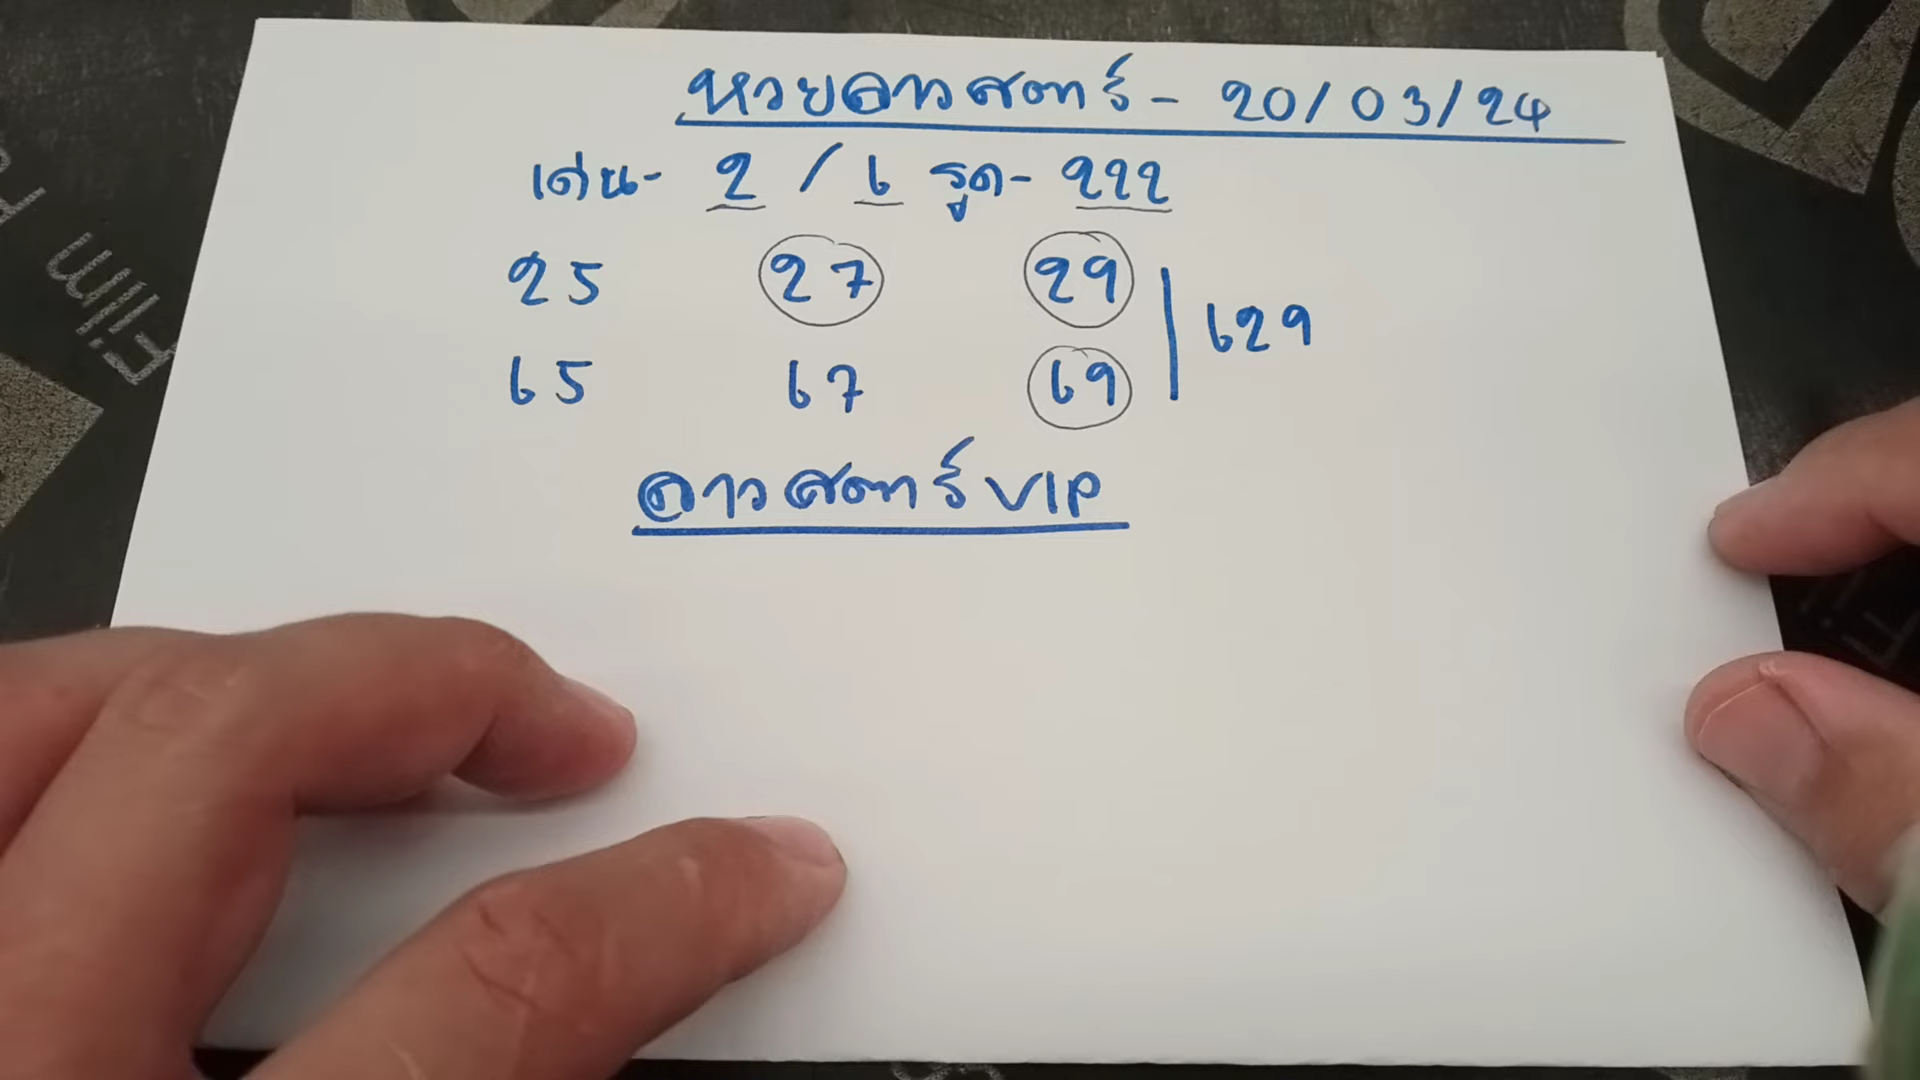 หวยลาวสตาร์ - 20/03/24
เด่น- 2 / 6 รูด- 222
25 27 29
65 67 69
629
ลาวสตาร์ VIP
Film